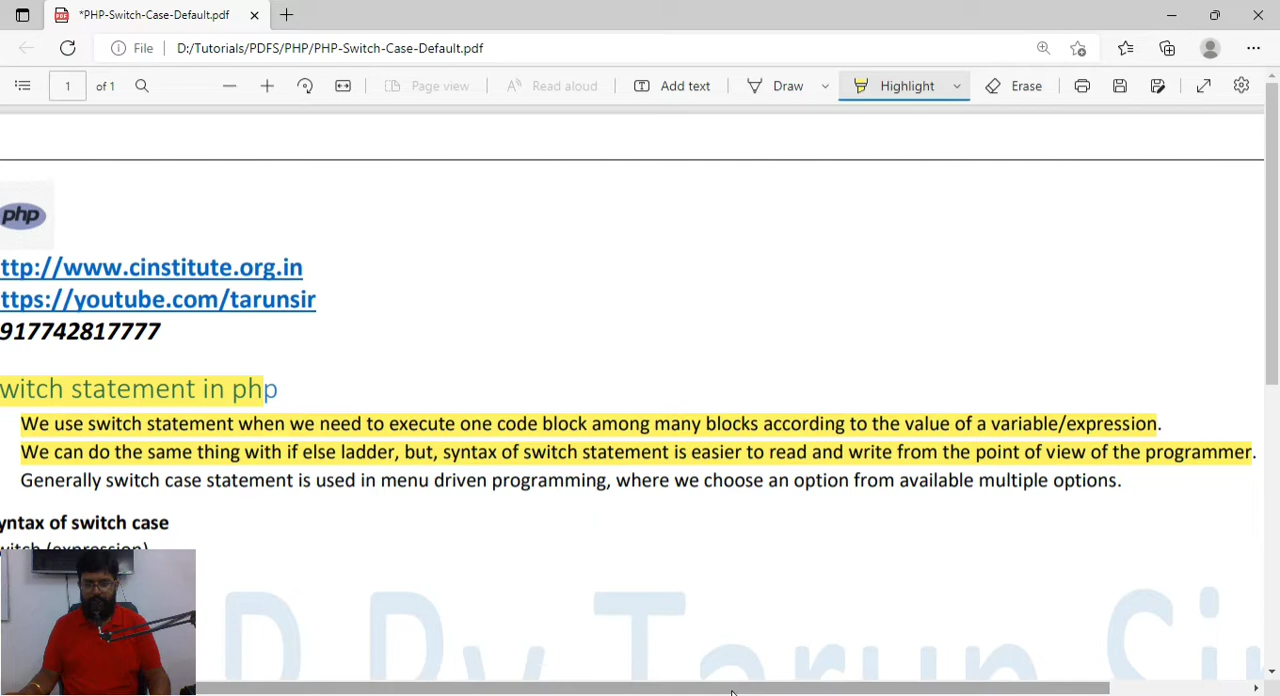 *PHP-Switch-Case-Default.pdf
File D:/Tutorials/PDFS/PHP/PHP-Switch-Case-Default.pdf
1 of 1 Page view Read aloud Add text Draw Highlight Erase
php
ttp://www.cinstitute.org.in
ttps://youtube.com/tarunsir
917742817777
witch statement in php
We use switch statement when we need to execute one code block among many blocks according to the value of a variable/expression.
We can do the same thing with if else ladder, but, syntax of switch statement is easier to read and write from the point of view of the programmer.
Generally switch case statement is used in menu driven programming, where we choose an option from available multiple options.
yntax of switch case
witch (expression)
P By Tarun Si